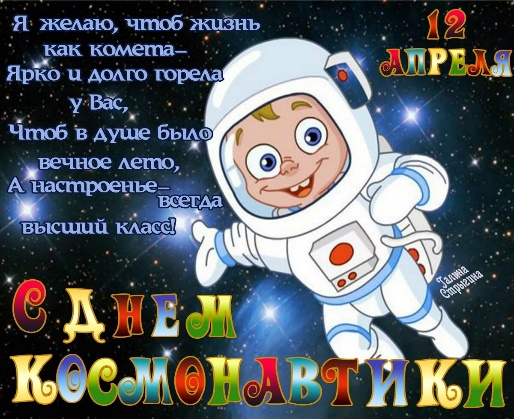 Я желаю, чтоб жизнь
как комета–
Ярко и долго горела
у Вас,
Чтоб в душе было
вечное лето,
А настроенье–
всегда
высший класс!
12
АПРЕЛЯ
Галина
Стрыгина
С ДНЕМ
КОСМОНАВТИКИ